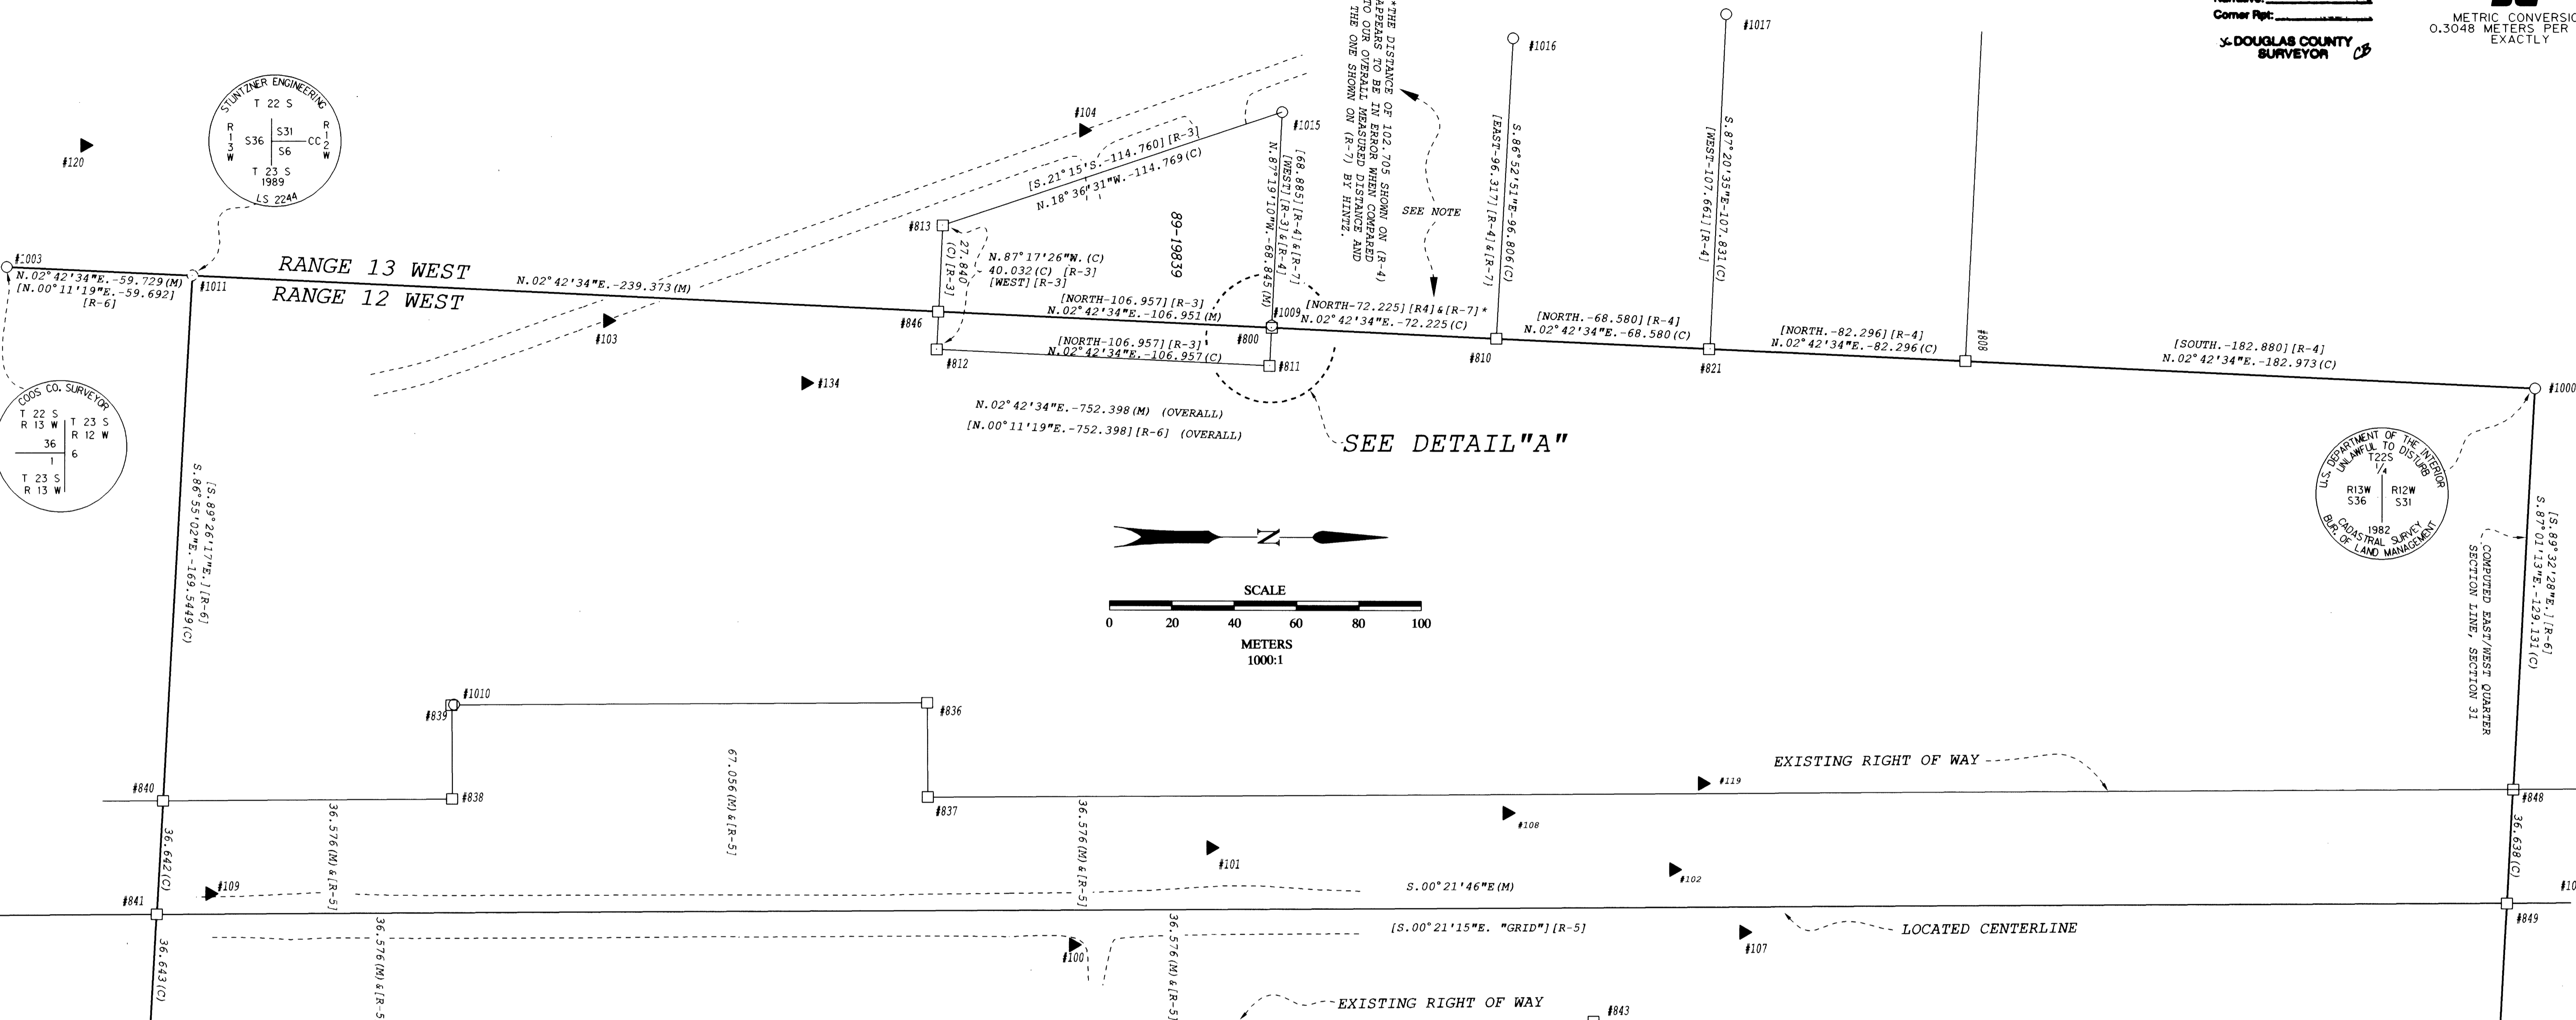 Corner Rpt:
DOUGLAS COUNTY
SURVEYOR
CB
METRIC CONVERSIO
0.3048 METERS PER
EXACTLY
*THE DISTANCE OF 102.705 SHOWN ON (R-4)
APPEARS TO BE IN ERROR WHEN COMPARED
TO OUR OVERALL MEASURED DISTANCE AND
THE ONE SHOWN ON (R-7) BY HINTZ.
SEE NOTE
#1016
#1017
[EAST-96.317][R-4]&[R-7]
S.86°52'51"E-96.806(C)
[WEST-107.661][R-4]
S.87°20'35"E-107.831(C)
#120
STUNTZNER ENGINEERING
T 22 S
R13W
S36
S31
CC
S6
R12W
T 23 S
1989
LS 2244
#104
#1015
[S.21°15'S.-114.760][R-3]
N.18°36'31"W.-114.769(C)
[68.885][R-4]&[R-7]
[WEST][R-3]&[R-4]
N.87°19'10"W.-68.845(M)
89-19839
#813
27.840
(C)[R-3]
N.87°17'26"W.(C)
40.032(C) [R-3]
[WEST][R-3]
#1003
N.02°42'34"E.-59.729(M)
[N.00°11'19"E.-59.692]
[R-6]
#1011
RANGE 13 WEST
RANGE 12 WEST
N.02°42'34"E.-239.373(M)
#103
#846
[NORTH-106.957][R-3]
N.02°42'34"E.-106.951(M)
#1009
#800
[NORTH-72.225][R4]&[R-7]*
N.02°42'34"E.-72.225(C)
[NORTH.-68.580][R-4]
N.02°42'34"E.-68.580(C)
[NORTH.-82.296][R-4]
N.02°42'34"E.-82.296(C)
#808
[SOUTH.-182.880][R-4]
N.02°42'34"E.-182.973(C)
#1000
#812
[NORTH-106.957][R-3]
N.02°42'34"E.-106.957(C)
#811
#810
#821
#134
N.02°42'34"E.-752.398(M) (OVERALL)
[N.00°11'19"E.-752.398][R-6] (OVERALL)
SEE DETAIL"A"
COOS CO. SURVEYOR
T 22 S
R 13 W
T 23 S
R 12 W
36
1
6
T 23 S
R 13 W
[S.89°26'17"E.][R-6]
S.86°55'02"E.-169.5449(C)
U.S. DEPARTMENT OF THE INTERIOR
UNLAWFUL TO DISTURB
T22S
1/4
R13W
S36
R12W
S31
1982
CADASTRAL SURVEY
BUR. OF LAND MANAGEMENT
[S.89°32'28"E.][R-6]
S.87°01'13"E.-129.131(C)
COMPUTED EAST/WEST QUARTER
SECTION LINE, SECTION 31
N
SCALE
0 20 40 60 80 100
METERS
1000:1
#1010
#839
#836
67.056(M)&[R-5]
EXISTING RIGHT OF WAY
#119
#840
#838
#837
#848
36.642(C)
36.576(M)&[R-5]
36.576(M)&[R-5]
#108
36.638(C)
#101
#102
#109
S.00°21'46"E(M)
#841
#849
[S.00°21'15"E. "GRID"][R-5]
LOCATED CENTERLINE
36.643(C)
36.576(M)&[R-5
#100
36.576(M)&[R-5]
#107
EXISTING RIGHT OF WAY
#843